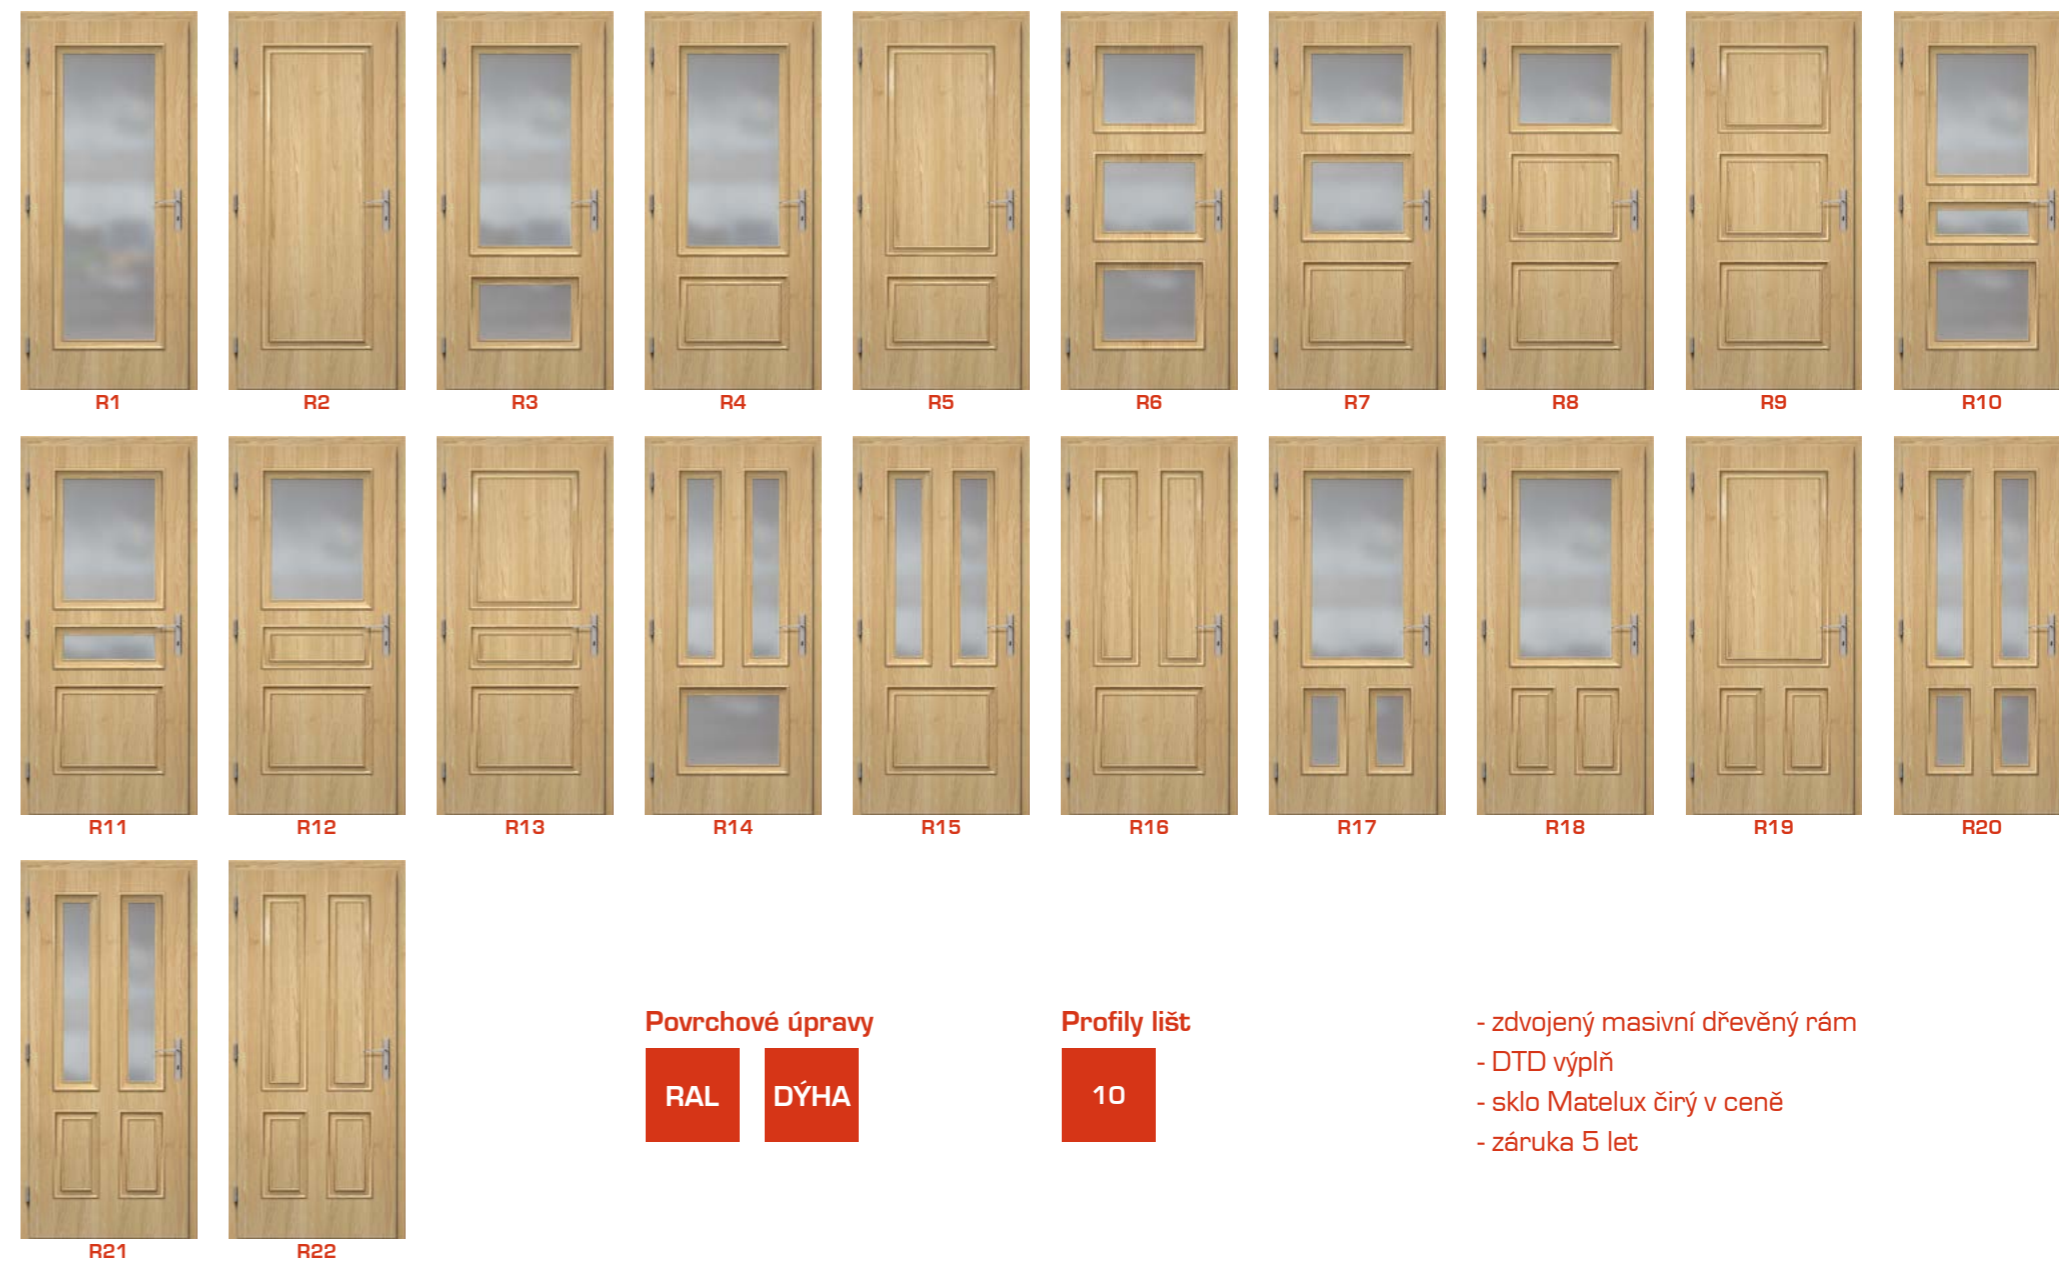 R1
R2
R3
R4
R5
R6
R7
R8
R9
R10
R11
R12
R13
R14
R15
R16
R17
R18
R19
R20
R21
R22
Povrchové úpravy
RAL
DÝHA
Profily lišt
10
- zdvojený masivní dřevěný rám
- DTD výplň
- sklo Matelux čirý v ceně
- záruka 5 let